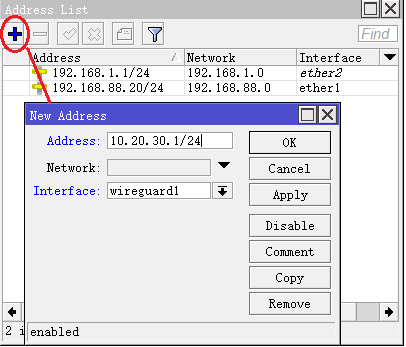 Address List
Find
Address Network Interface
192.168.1.1/24 192.168.1.0 ether2
192.168.88.20/24 192.168.88.0 ether1
New Address
Address: 10.20.30.1/24
Network:
Interface: wireguard1
OK
Cancel
Apply
Disable
Comment
Copy
Remove
2 i
enabled